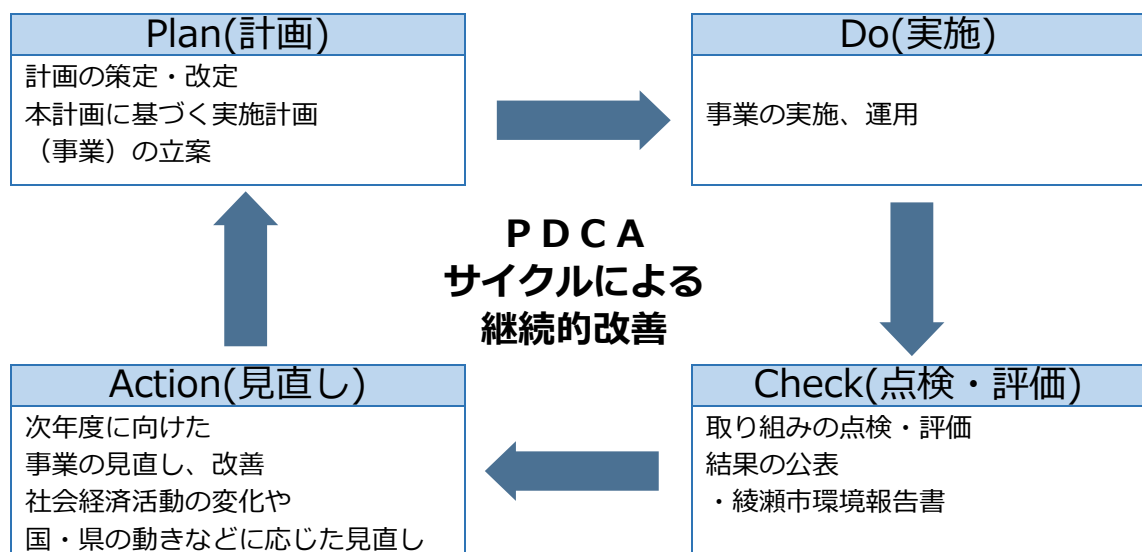 Plan(計画)
計画の策定・改定
本計画に基づく実施計画
（事業）の立案
Do(実施)
事業の実施、運用
ＰＤＣＡ
サイクルによる
継続的改善
Action(見直し)
次年度に向けた
事業の見直し、改善
社会経済活動の変化や
国・県の動きなどに応じた見直し
Check(点検・評価)
取り組みの点検・評価
結果の公表
・綾瀬市環境報告書